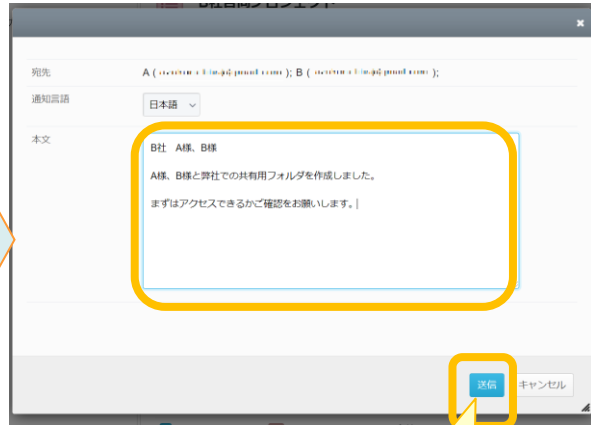 B社合同プロジェクト
×
宛先
A ( ); B ( );
通知言語
日本語
本文
B社 A様、B様
A様、B様と弊社での共有用フォルダを作成しました。
まずはアクセスできるかご確認をお願いします。
送信
キャンセル